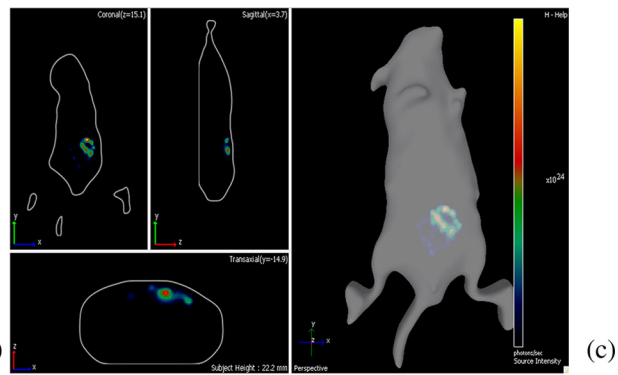 Coronal(z=15.1)
Sagittal(x=3.7)
H - Help
y
x
y
z
x10^24
Transaxial(y=-14.9)
z
x
Subject Height : 22.2 mm
y
z
x
Perspective
photons/sec
Source Intensity
)
(c)